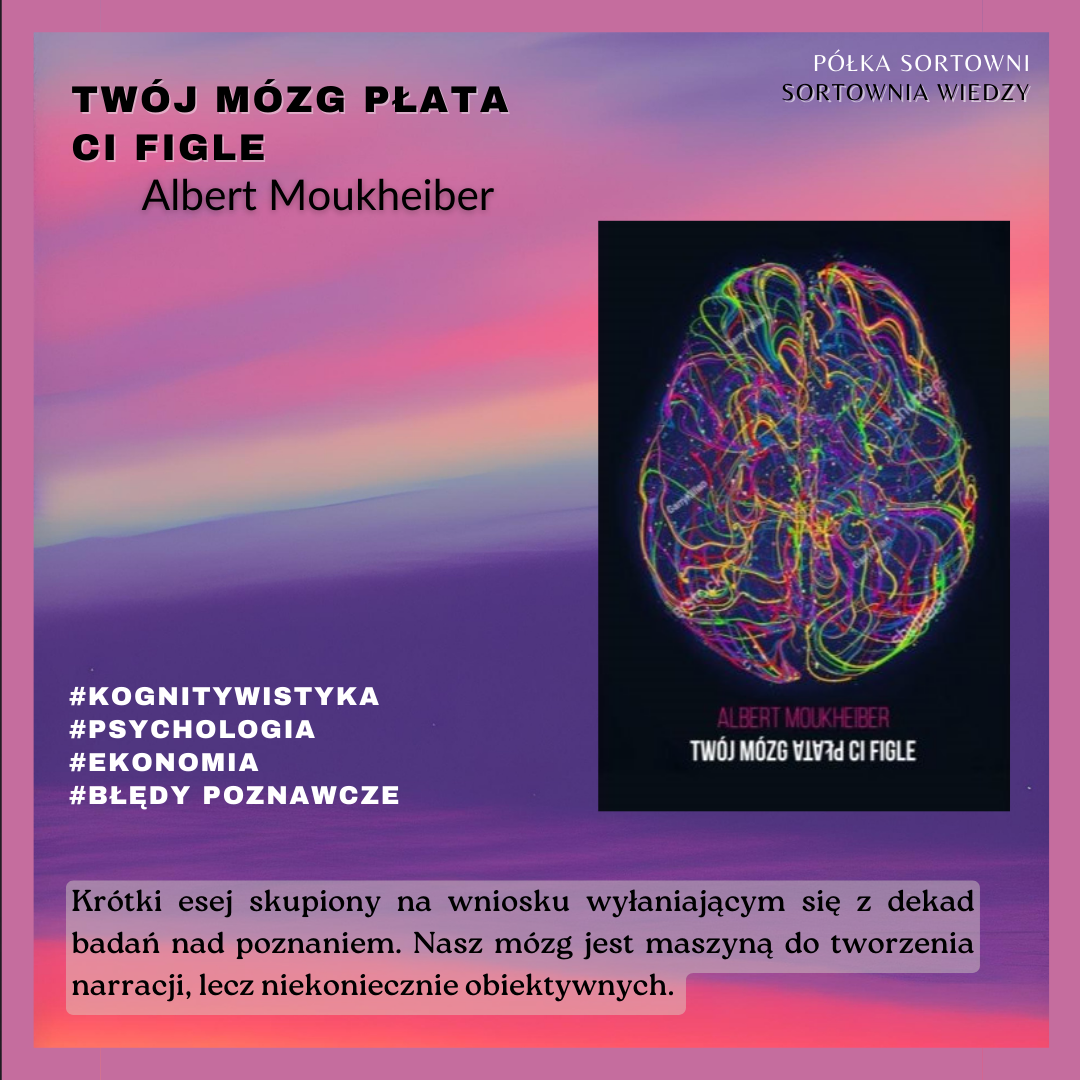 PÓŁKA SORTOWNI
SORTOWNIA WIEDZY
TWÓJ MÓZG PŁATA
CI FIGLE
Albert Moukheiber
ALBERT MOUKHEIBER
TWÓJ MÓZG PŁATA CI FIGLE
#KOGNITYWISTYKA
#PSYCHOLOGIA
#EKONOMIA
#BŁĘDY POZNAWCZE
Krótki esej skupiony na wniosku wyłaniającym się z dekad
badań nad poznaniem. Nasz mózg jest maszyną do tworzenia
narracji, lecz niekoniecznie obiektywnych.